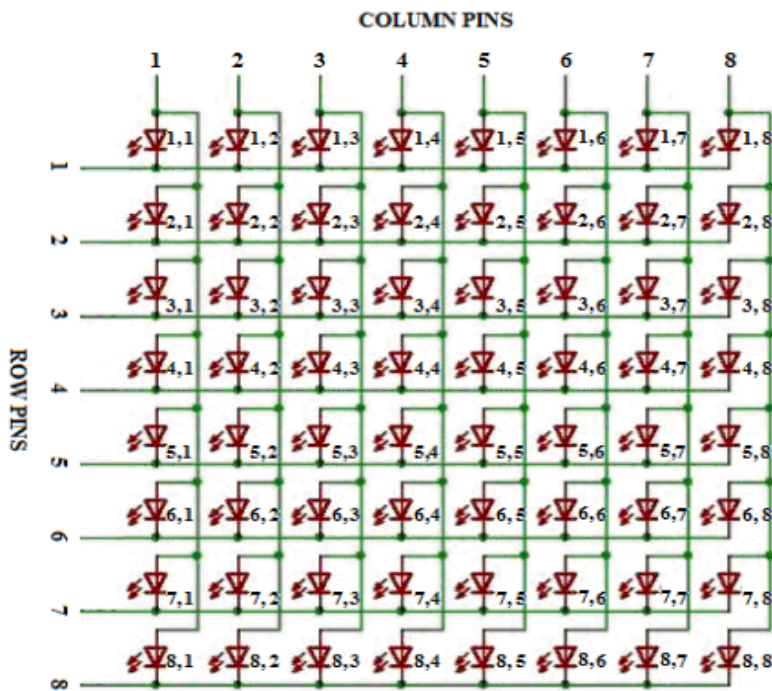 COLUMN PINS
1 2 3 4 5 6 7 8
1,1 1,2 1,3 1,4 1,5 1,6 1,7 1,8
1
2,1 2,2 2,3 2,4 2,5 2,6 2,7 2,8
2
3,1 3,2 3,3 3,4 3,5 3,6 3,7 3,8
3
ROW PINS
4,1 4,2 4,3 4,4 4,5 4,6 4,7 4,8
4
5,1 5,2 5,3 5,4 5,5 5,6 5,7 5,8
5
6,1 6,2 6,3 6,4 6,5 6,6 6,7 6,8
6
7,1 7,2 7,3 7,4 7,5 7,6 7,7 7,8
7
8,1 8,2 8,3 8,4 8,5 8,6 8,7 8,8
8